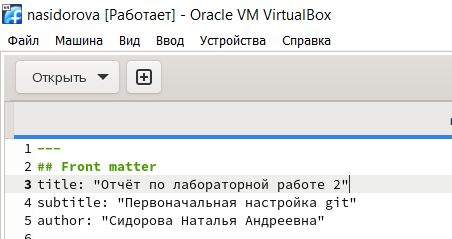 nasidorova [Работает] - Oracle VM VirtualBox
Файл Машина Вид Ввод Устройства Справка
Открыть
1 ---
2 ## Front matter
3 title: "Отчёт по лабораторной работе 2"
4 subtitle: "Первоначальная настройка git"
5 author: "Сидорова Наталья Андреевна"